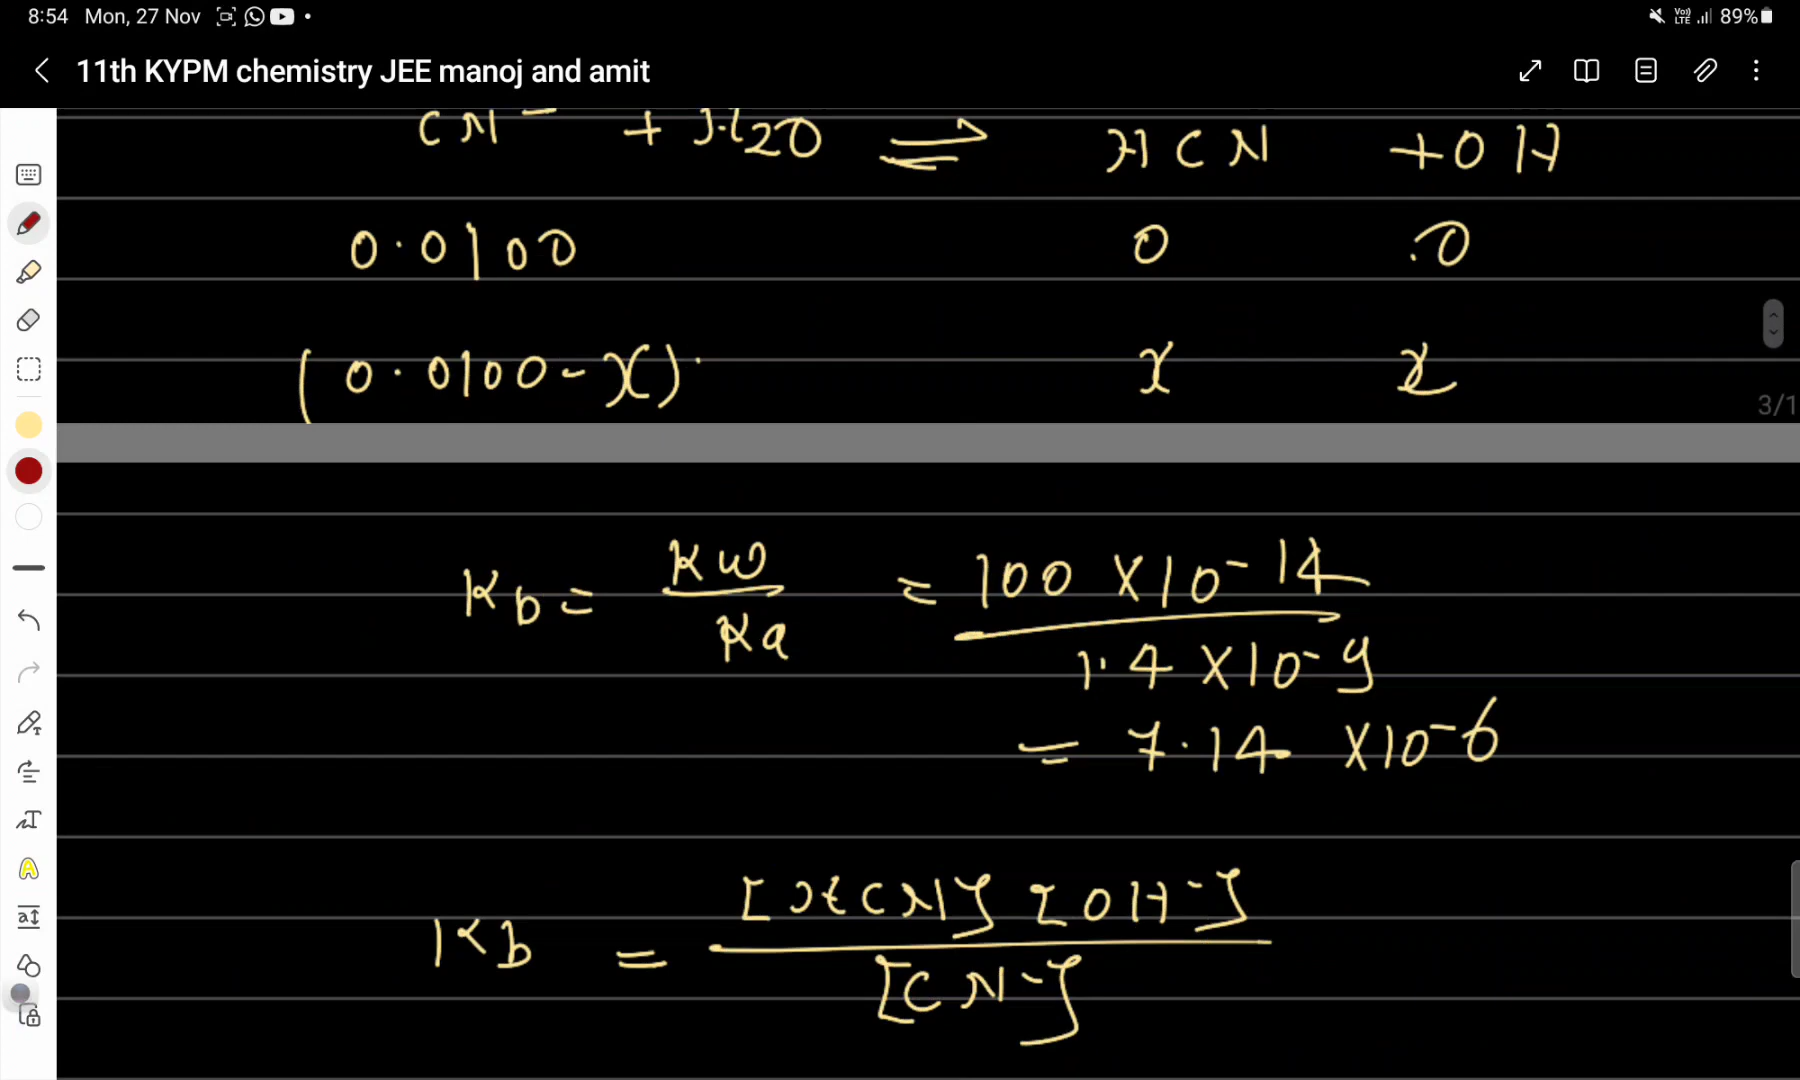 8:54 Mon, 27 Nov 89%
11th KYPM chemistry JEE manoj and amit
CN⁻ + H2O ⇌ HCN + OH
0.0100 0 0
(0.0100-x) x x
3/1
Kb = Kw/Ka = 100 X10-14 / 1.4 X10-9
= 7.14 X10-6
Kb = [HCN] [OH-] / [CN-]